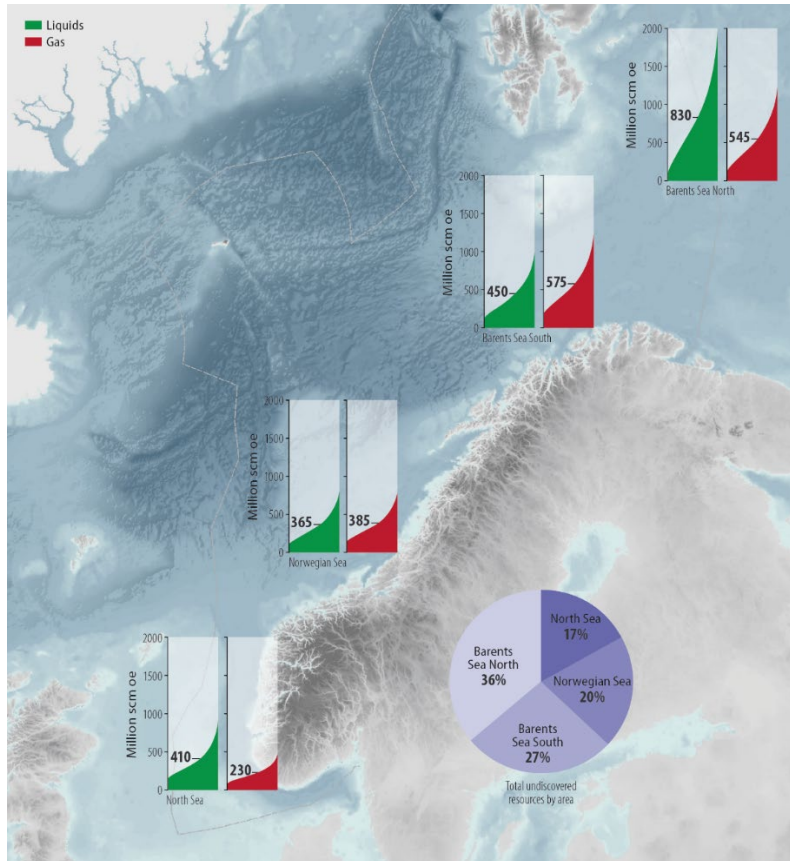 Liquids
Gas
Million scm oe
2000
1500
1000
500
0
830
545
Barents Sea North
Million scm oe
2000
1500
1000
500
0
450
575
Barents Sea South
Million scm oe
2000
1500
1000
500
0
365
385
Norwegian Sea
Million scm oe
2000
1500
1000
500
0
410
230
North Sea
North Sea
17%
Norwegian Sea
20%
Barents
Sea South
27%
Barents
Sea North
36%
Total undiscovered
resources by area